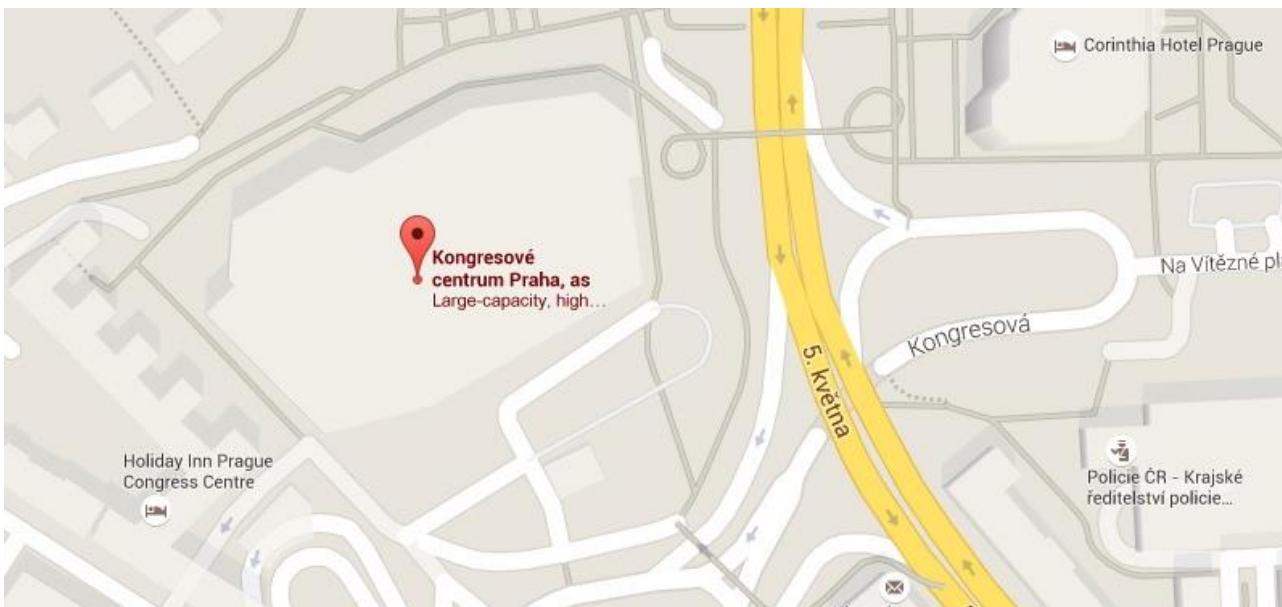 Corinthia Hotel Prague
Kongresové
centrum Praha, as
Large-capacity, high...
Na Vítězné pl
Kongresová
5. května
Holiday Inn Prague
Congress Centre
Policie ČR - Krajské
ředitelství policie...